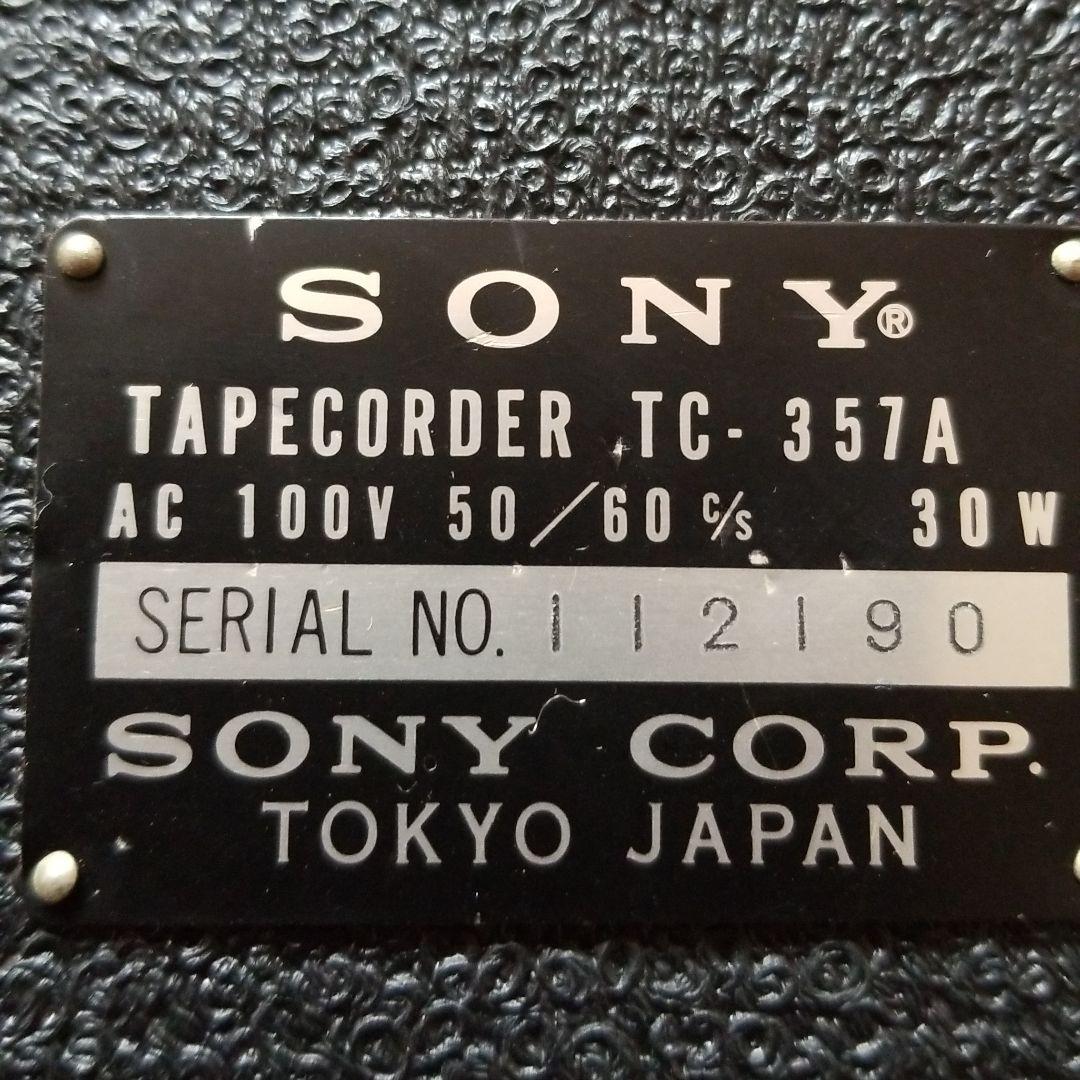 SONY®
TAPECORDER TC-357A
AC 100V 50/60 c/s 30W
SERIAL NO. 112190
SONY CORP.
TOKYO JAPAN